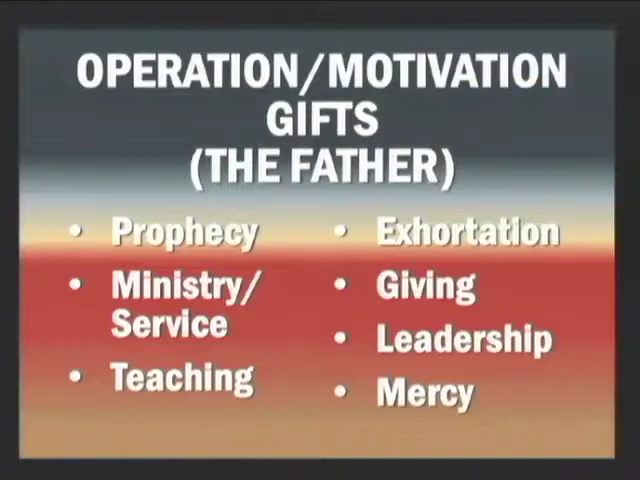 OPERATION/MOTIVATION
GIFTS
(THE FATHER)
• Prophecy
• Ministry/
Service
• Teaching
• Exhortation
• Giving
• Leadership
• Mercy